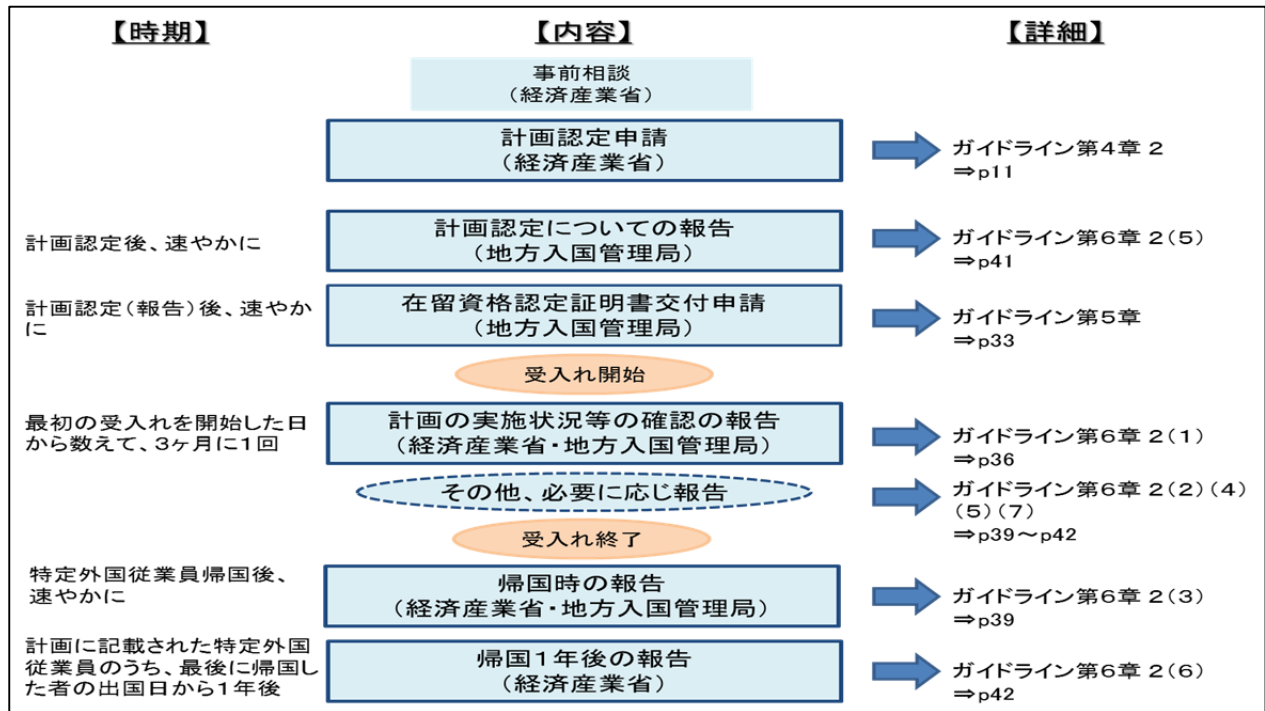 【時期】
【内容】
【詳細】
事前相談
(経済産業省)
計画認定申請
(経済産業省)
ガイドライン第4章 2
⇒p11
計画認定後、速やかに
計画認定についての報告
(地方入国管理局)
ガイドライン第6章 2(5)
⇒p41
計画認定(報告)後、速やか
に
在留資格認定証明書交付申請
(地方入国管理局)
ガイドライン第5章
⇒p33
受入れ開始
最初の受入れを開始した日
から数えて、3ヶ月に1回
計画の実施状況等の確認の報告
(経済産業省・地方入国管理局)
ガイドライン第6章 2(1)
⇒p36
その他、必要に応じ報告
ガイドライン第6章 2(2)(4)
(5)(7)
⇒p39～p42
受入れ終了
特定外国従業員帰国後、
速やかに
帰国時の報告
(経済産業省・地方入国管理局)
ガイドライン第6章 2(3)
⇒p39
計画に記載された特定外国
従業員のうち、最後に帰国し
た者の出国日から1年後
帰国1年後の報告
(経済産業省)
ガイドライン第6章 2(6)
⇒p42